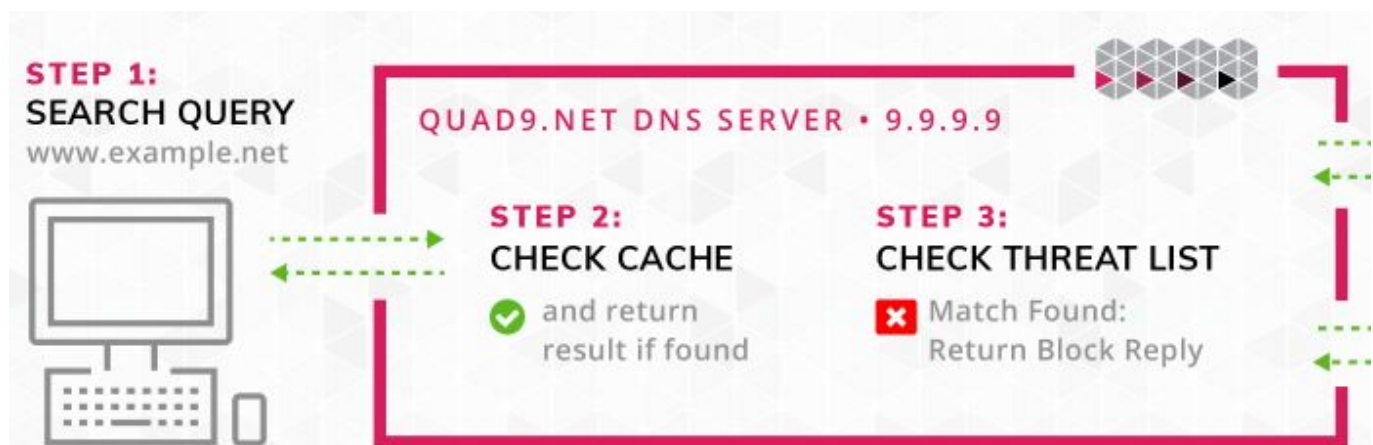 STEP 1:
SEARCH QUERY
www.example.net
QUAD9.NET DNS SERVER • 9.9.9.9
STEP 2:
CHECK CACHE
and return
result if found
STEP 3:
CHECK THREAT LIST
Match Found:
Return Block Reply